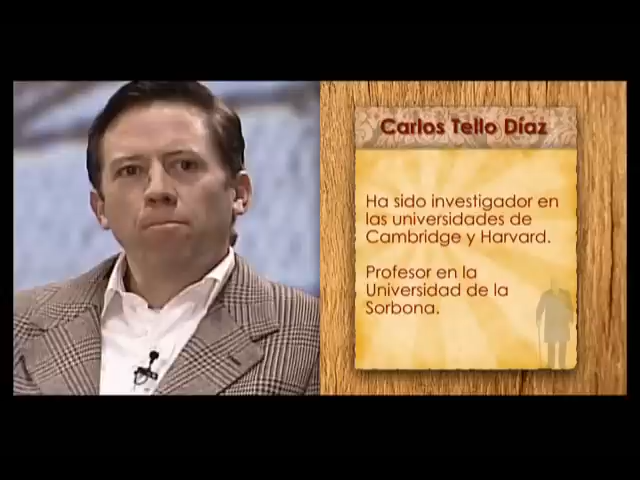 Carlos Tello Díaz
Ha sido investigador en
las universidades de
Cambridge y Harvard.
Profesor en la
Universidad de la
Sorbona.